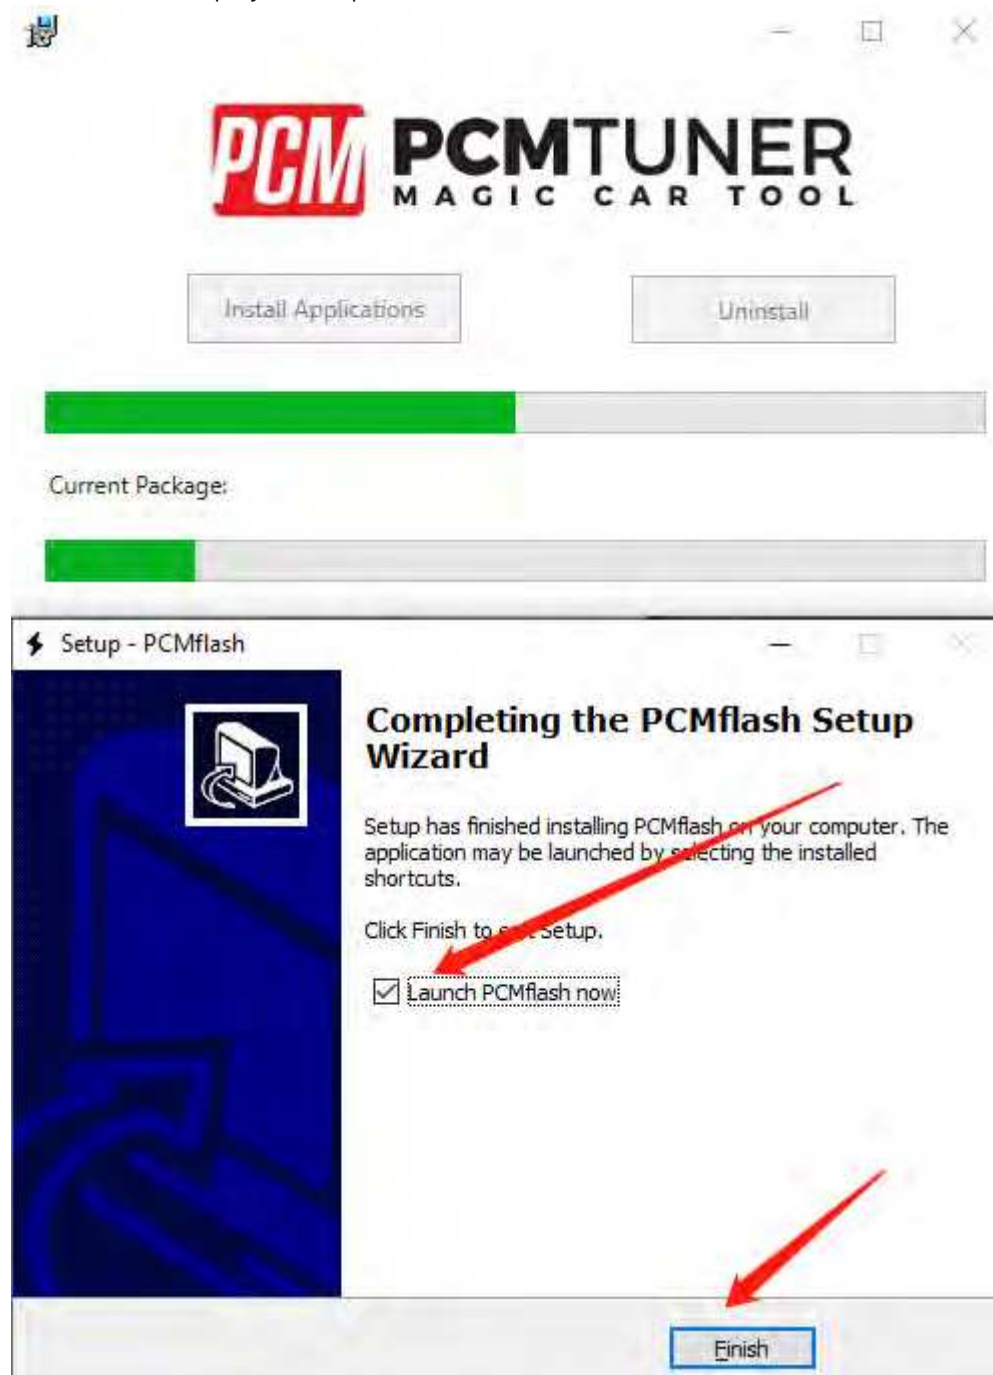 PCM PCMTUNER
MAGIC CAR TOOL
Install Applications
Uninstall
Current Package:
Setup - PCMflash
Completing the PCMflash Setup
Wizard
Setup has finished installing PCMflash on your computer. The
application may be launched by selecting the installed
shortcuts.
Click Finish to exit Setup.
Launch PCMflash now
Finish